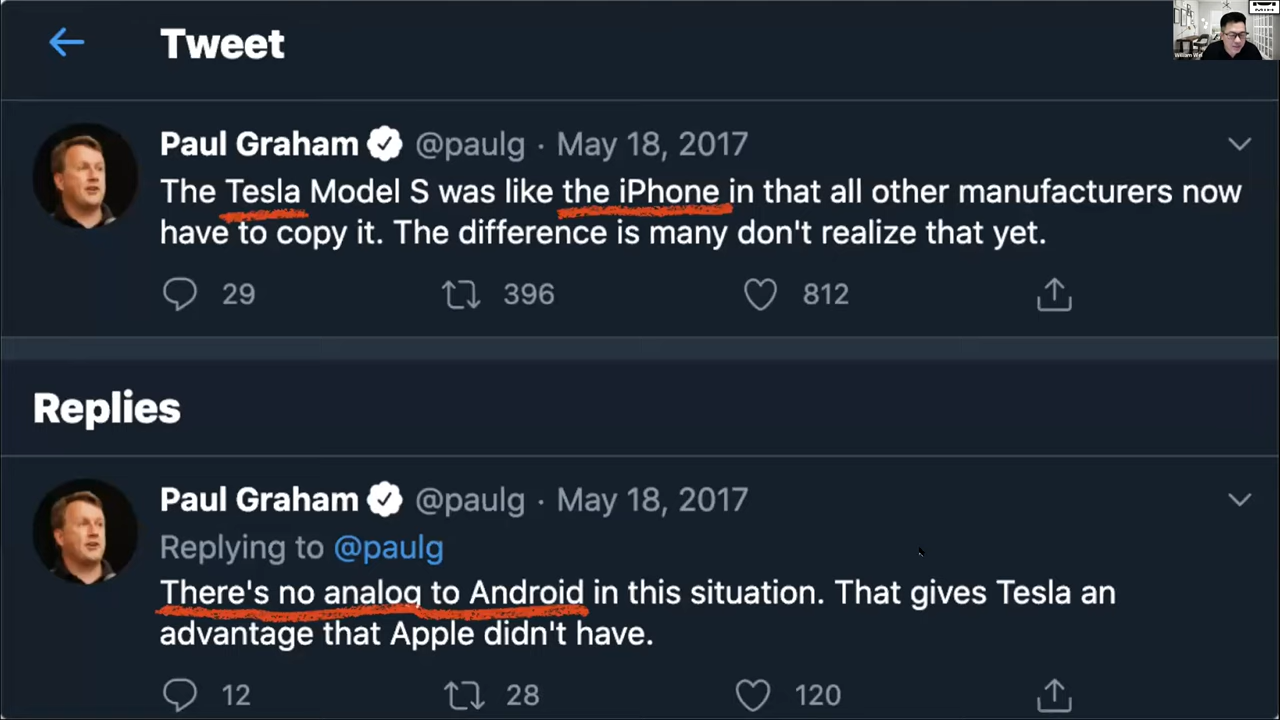 Tweet
Paul Graham @paulg · May 18, 2017
The Tesla Model S was like the iPhone in that all other manufacturers now
have to copy it. The difference is many don't realize that yet.
29 396 812
Replies
Paul Graham @paulg · May 18, 2017
Replying to @paulg
There's no analog to Android in this situation. That gives Tesla an
advantage that Apple didn't have.
12 28 120